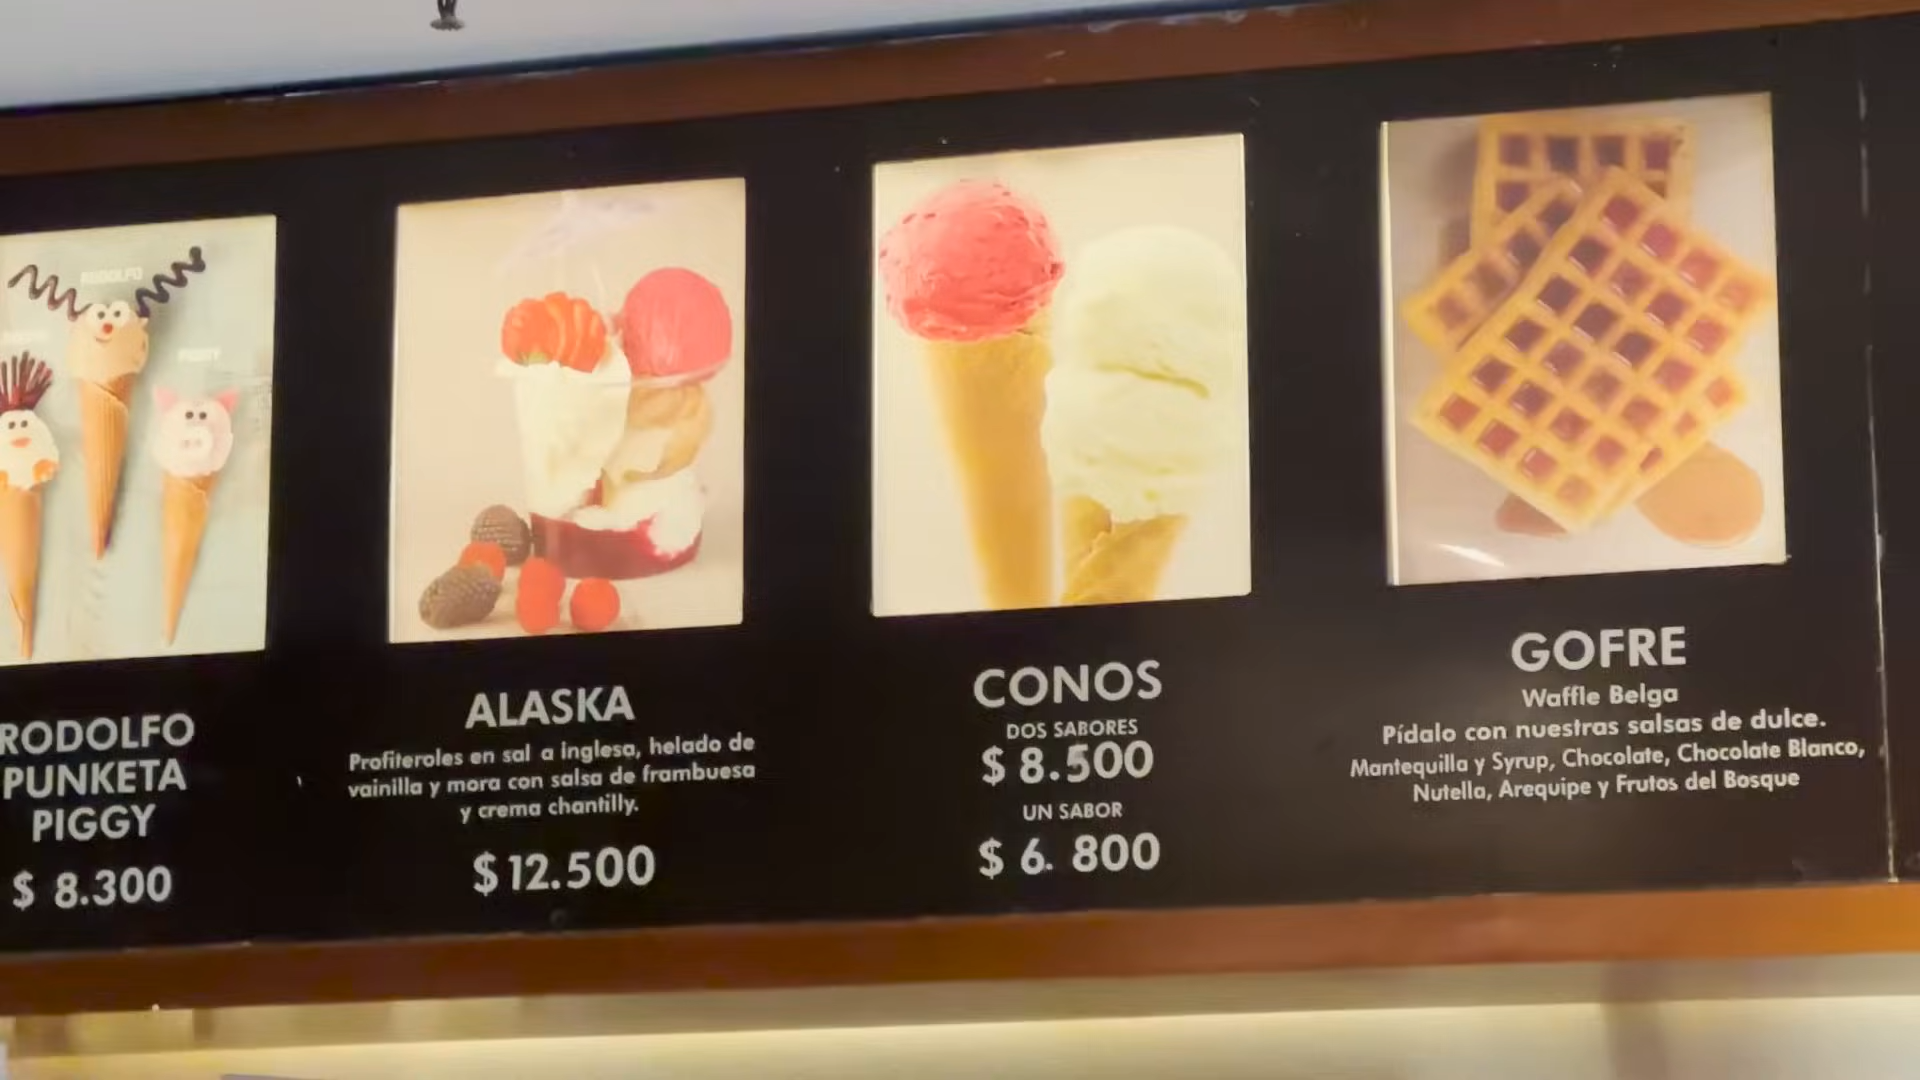 RODOLFO
PIGGY
RODOLFO
PUNKETA
PIGGY
$ 8.300
ALASKA
Profiteroles en sal a inglesa, helado de
vainilla y mora con salsa de frambuesa
y crema chantilly.
$ 12.500
CONOS
DOS SABORES
$ 8.500
UN SABOR
$ 6. 800
GOFRE
Waffle Belga
Pídalo con nuestras salsas de dulce.
Mantequilla y Syrup, Chocolate, Chocolate Blanco,
Nutella, Arequipe y Frutos del Bosque